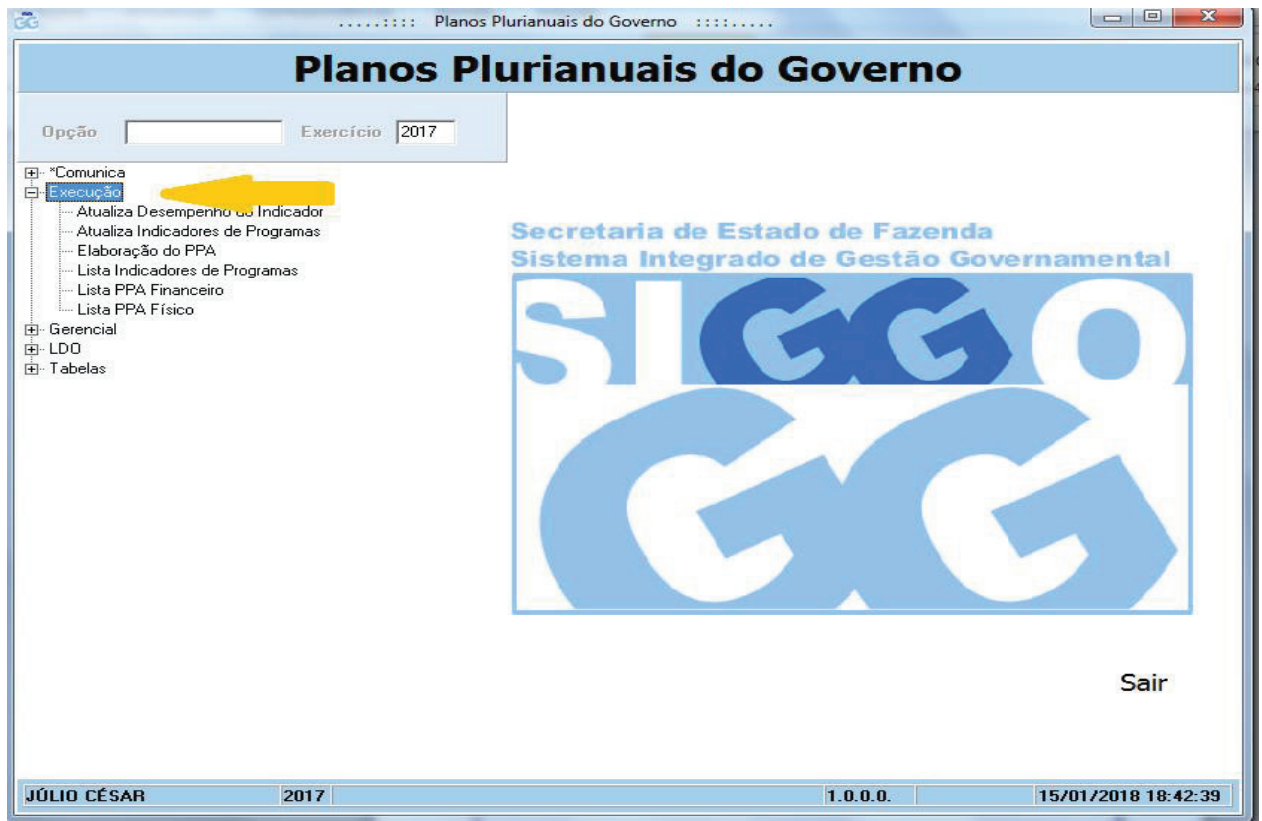 .....:::: Planos Plurianuais do Governo ::::.....
Planos Plurianuais do Governo
Opção
Exercício 2017
*Comunica
Execução
Atualiza Desempenho do Indicador
Atualiza Indicadores de Programas
Elaboração do PPA
Lista Indicadores de Programas
Lista PPA Financeiro
Lista PPA Físico
Gerencial
LDO
Tabelas
Secretaria de Estado de Fazenda
Sistema Integrado de Gestão Governamental
SIGGO
GG
Sair
JÚLIO CÉSAR 2017 1.0.0.0. 15/01/2018 18:42:39